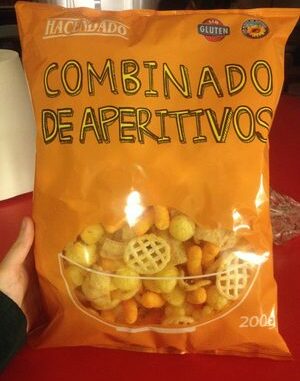 HACENDADO
SIN
GLUTEN
COMBINADO
DE APERITIVOS
200g